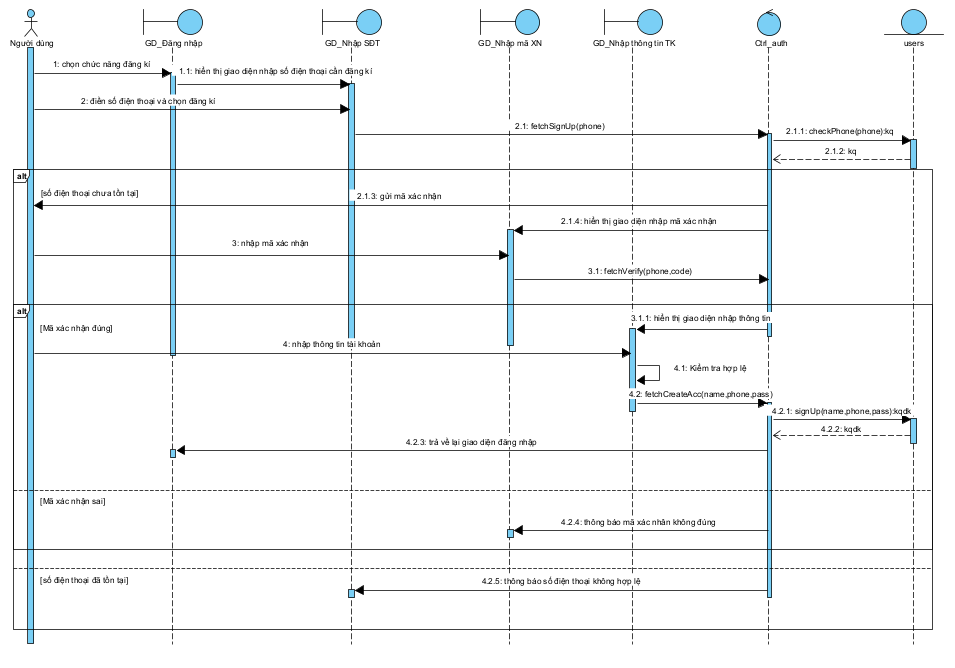 Người dùng
GD_Đăng nhập
GD_Nhập SĐT
GD_Nhập mã XN
GD_Nhập thông tin TK
Ctrl_auth
users
1: chọn chức năng đăng kí
1.1: hiển thị giao diện nhập số điện thoại cần đăng kí
2: điền số điện thoại và chọn đăng kí
2.1: fetchSignUp(phone)
2.1.1: checkPhone(phone):kq
2.1.2: kq
alt
[số điện thoại chưa tồn tại]
2.1.3: gửi mã xác nhận
2.1.4: hiển thị giao diện nhập mã xác nhận
3: nhập mã xác nhận
3.1: fetchVerify(phone,code)
alt
[Mã xác nhận đúng]
3.1.1: hiển thị giao diện nhập thông tin
4: nhập thông tin tài khoản
4.1: Kiểm tra hợp lệ
4.2: fetchCreateAcc(name,phone,pass)
4.2.1: signUp(name,phone,pass):kqdk
4.2.2: kqdk
4.2.3: trả về lại giao diện đăng nhập
[Mã xác nhận sai]
4.2.4: thông báo mã xác nhân không đúng
[số điện thoại đã tồn tại]
4.2.5: thông báo số điện thoại không hợp lệ